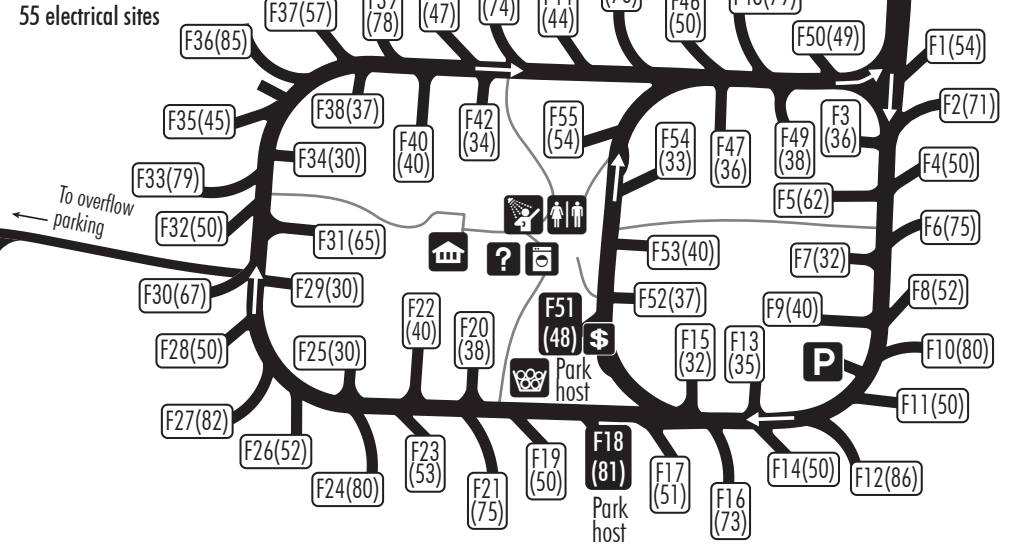 55 electrical sites
F37(57)
(78)
(47)
(74)
(44)
(50)
F50(49)
F36(85)
F1(54)
F38(37)
F2(71)
F35(45)
F40
(40)
F42
(34)
F55
(54)
F54
(33)
F47
(36)
F49
(38)
F3
(36)
F34(30)
F4(50)
F33(79)
F5(62)
To overflow
parking
F32(50)
F31(65)
F6(75)
F53(40)
F7(32)
?
F30(67)
F29(30)
F22
(40)
F52(37)
F9(40)
F8(52)
F51
(48)
$
F20
(38)
F15
(32)
F13
(35)
F28(50)
F25(30)
P
F10(80)
Park
host
F11(50)
F27(82)
F26(52)
F23
(53)
F19
(50)
F18
(81)
F17
(51)
F14(50)
F12(86)
F24(80)
F21
(75)
F16
(73)
Park
host